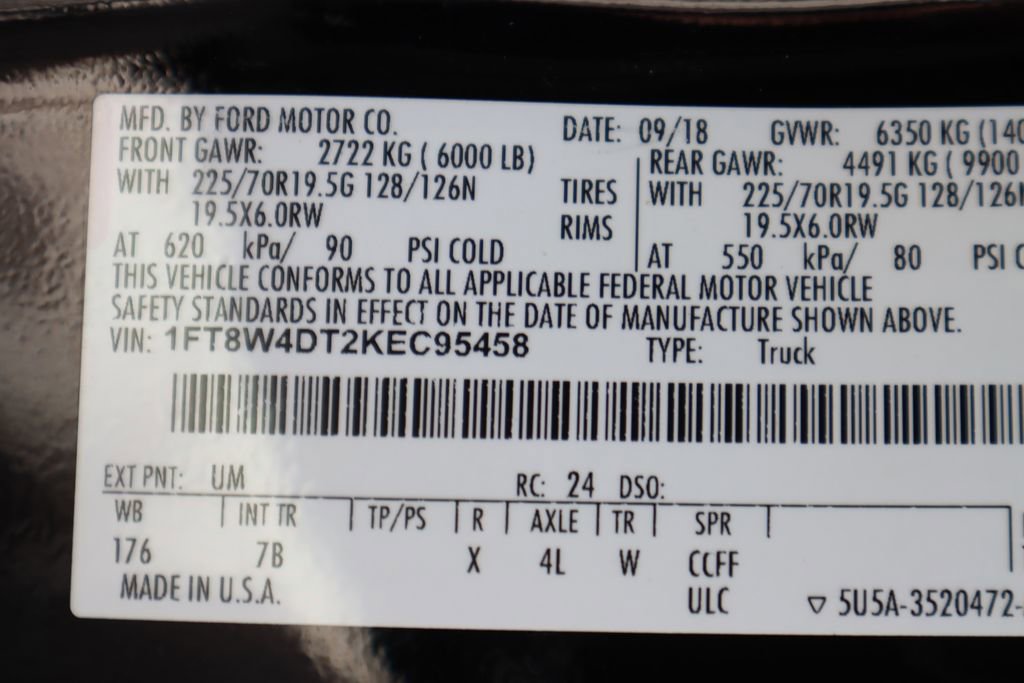 MFD. BY FORD MOTOR CO. DATE: 09/18 GVWR: 6350 KG (140
FRONT GAWR: 2722 KG ( 6000 LB) REAR GAWR: 4491 KG ( 9900
WITH 225/70R19.5G 128/126N TIRES WITH 225/70R19.5G 128/126N
19.5X6.0RW RIMS 19.5X6.0RW
AT 620 kPa/ 90 PSI COLD AT 550 kPa/ 80 PSI C
THIS VEHICLE CONFORMS TO ALL APPLICABLE FEDERAL MOTOR VEHICLE
SAFETY STANDARDS IN EFFECT ON THE DATE OF MANUFACTURE SHOWN ABOVE.
VIN: 1FT8W4DT2KEC95458 TYPE: Truck
EXT PNT: UM RC: 24 DSO:
WB INT TR TP/PS R AXLE TR SPR
176 7B X 4L W CCFF
MADE IN U.S.A. ULC ▽ 5U5A-3520472-